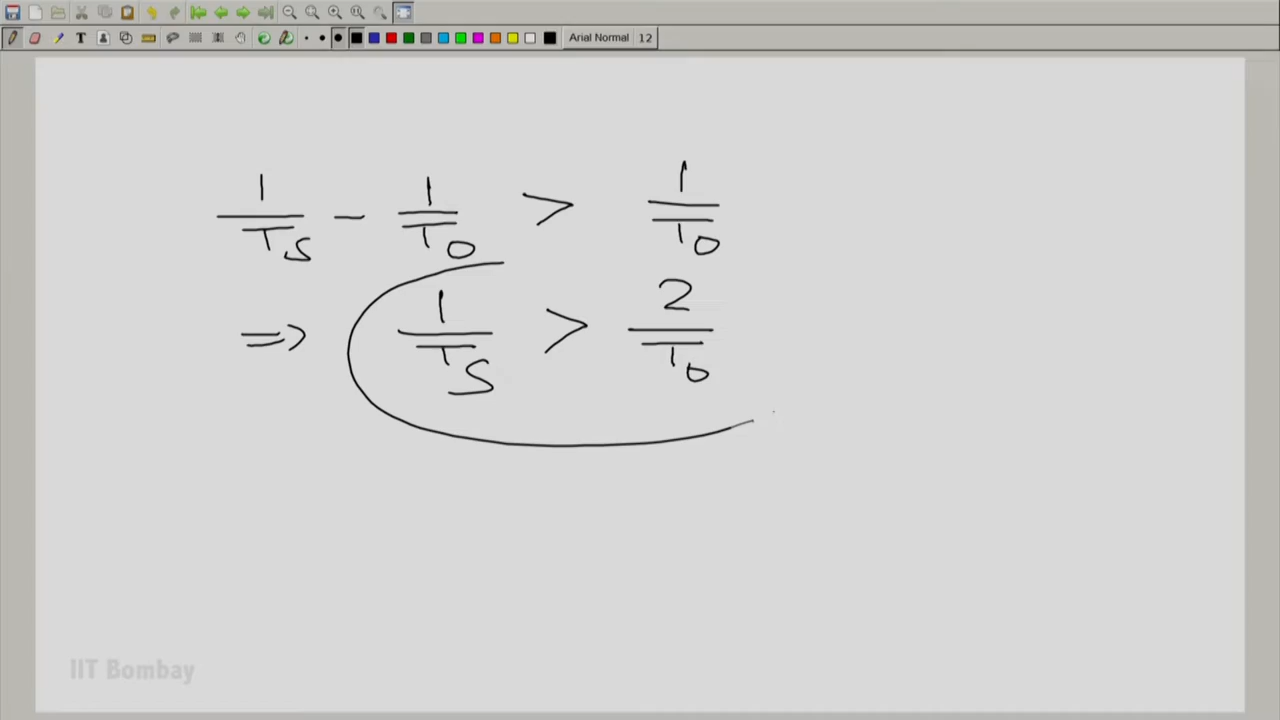 Arial Normal 12
1/Ts - 1/To > 1/To
⇒ 1/Ts > 2/To
IIT Bombay